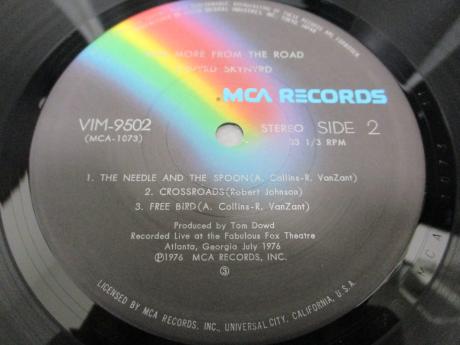 MORE FROM THE ROAD
SKYNYRD
MCA RECORDS
VIM-9502
(MCA-1073)
STEREO SIDE 2
33 1/3 RPM
1. THE NEEDLE AND THE SPOON(A. Collins-R. VanZant)
2. CROSSROADS(Robert Johnson)
3. FREE BIRD(A. Collins-R. VanZant)
Produced by Tom Dowd
Recorded Live at the Fabulous Fox Theatre
Atlanta, Georgia July 1976
Ⓟ1976 MCA RECORDS, INC.
③
LICENSED BY MCA RECORDS, INC., UNIVERSAL CITY, CALIFORNIA, U.S.A.